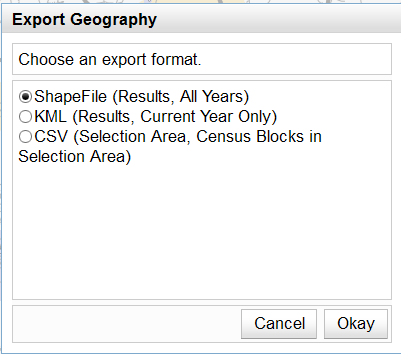 Export Geography
Choose an export format.
ShapeFile (Results, All Years)
KML (Results, Current Year Only)
CSV (Selection Area, Census Blocks in
Selection Area)
Cancel Okay